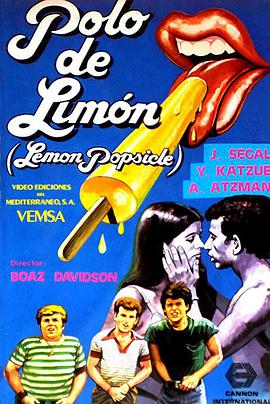 Polo
de
Limón
(Lemon Popsicle)
J. SEGAL
Y. KATZUR
A. ATZMAN
VIDEO EDICIONES
DEL
MEDITERRANEO, S.A.
VEMSA
Director:
BOAZ DAVIDSON
CANNON
INTERNATIONAL